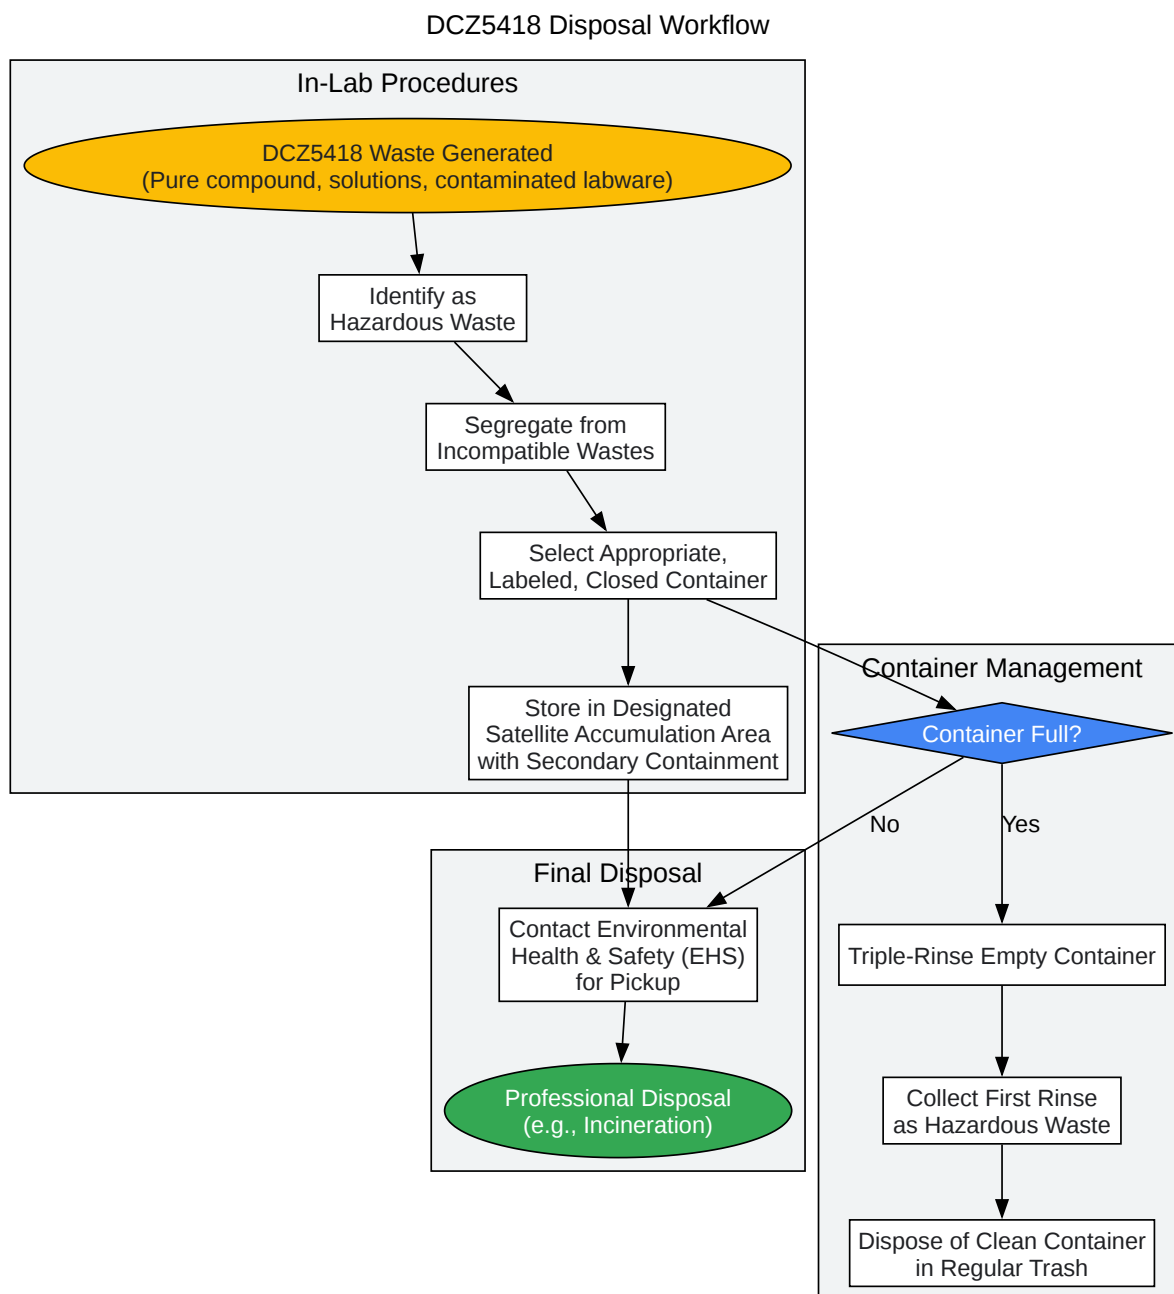 DCZ5418 Disposal Workflow
In-Lab Procedures
DCZ5418 Waste Generated
(Pure compound, solutions, contaminated labware)
Identify as
Hazardous Waste
Segregate from
Incompatible Wastes
Select Appropriate,
Labeled, Closed Container
Store in Designated
Satellite Accumulation Area
with Secondary Containment
Container Management
Container Full?
No
Yes
Final Disposal
Contact Environmental
Health & Safety (EHS)
for Pickup
Professional Disposal
(e.g., Incineration)
Triple-Rinse Empty Container
Collect First Rinse
as Hazardous Waste
Dispose of Clean Container
in Regular Trash